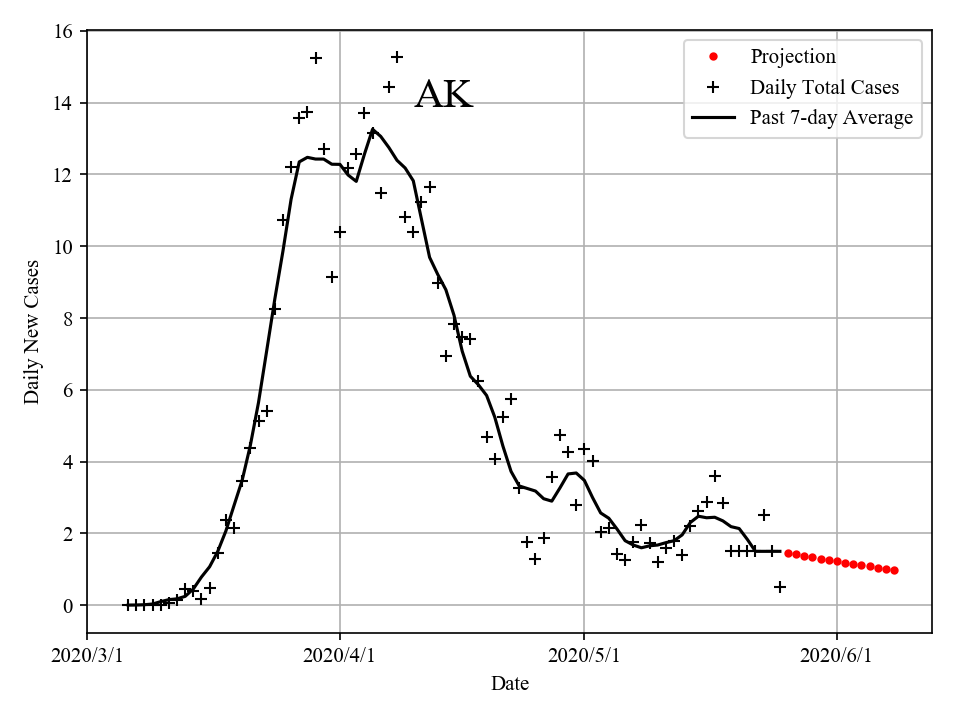 16
14
12
10
8
6
4
2
0
Daily New Cases
AK
Projection
Daily Total Cases
Past 7-day Average
2020/3/1
2020/4/1
2020/5/1
2020/6/1
Date